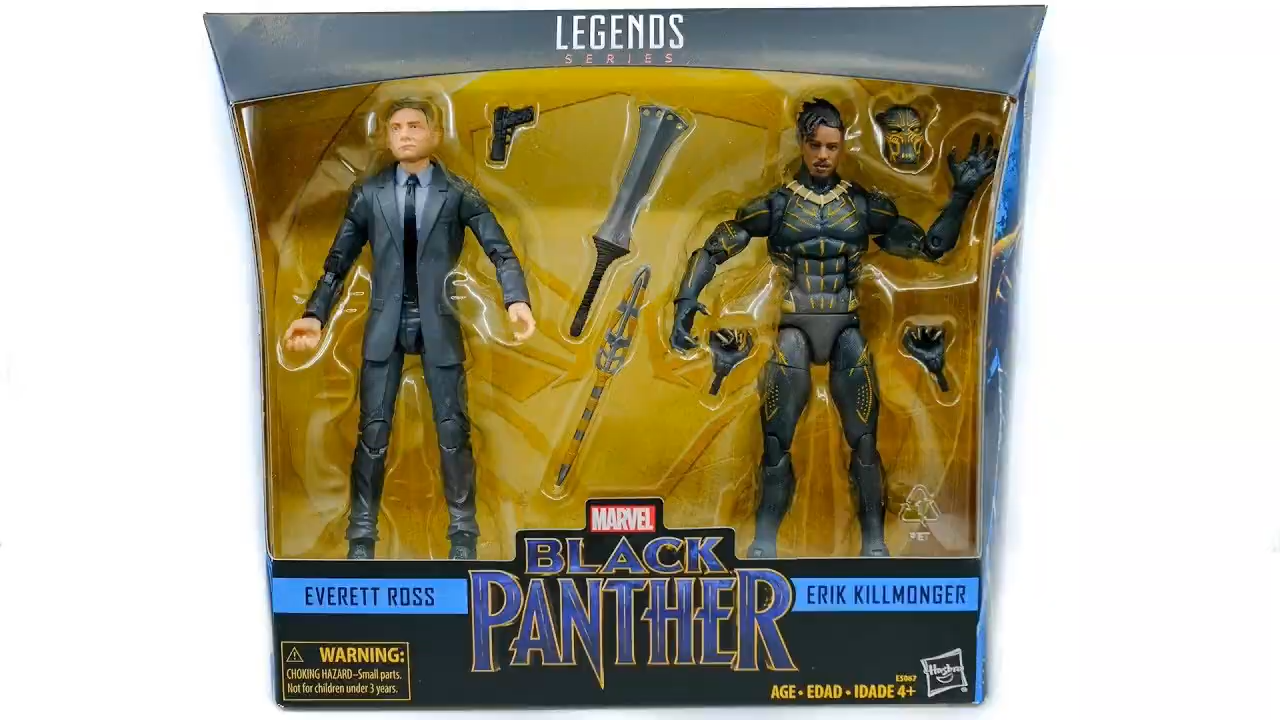 LEGENDS
SERIES
MARVEL
BLACK
PANTHER
EVERETT ROSS
ERIK KILLMONGER
WARNING:
CHOKING HAZARD–Small parts.
Not for children under 3 years.
PET
E5067
Hasbro
AGE • EDAD • IDADE 4+